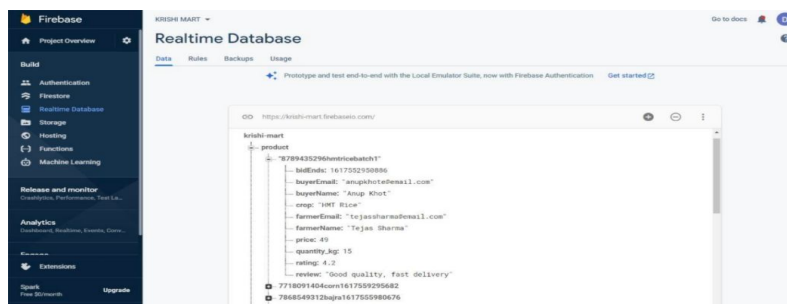 Firebase
Project Overview
Build
Authentication
Firestore
Realtime Database
Storage
Hosting
Functions
Machine Learning
Release and monitor
Crashlytics, Performance, Test La...
Analytics
Dashboard, Realtime, Events, Conv...
Engage
Extensions
Spark
Free $0/month
Upgrade
KRISHI MART
Go to docs
Realtime Database
Data Rules Backups Usage
Prototype and test end-to-end with the Local Emulator Suite, now with Firebase Authentication Get started
https://krishi-mart.firebaseio.com/
krishi-mart
product
"8789435296hmtricebatch1"
bidEnds: 1617552950886
buyerEmail: "anupkhote@email.com"
buyerName: "Anup Khot"
crop: "HMT Rice"
farmerEmail: "tejassharma@email.com"
farmerName: "Tejas Sharma"
price: 49
quantity_kg: 15
rating: 4.2
review: "Good quality, fast delivery"
7718091404corn1617559295682
7868549312bajra1617555980676